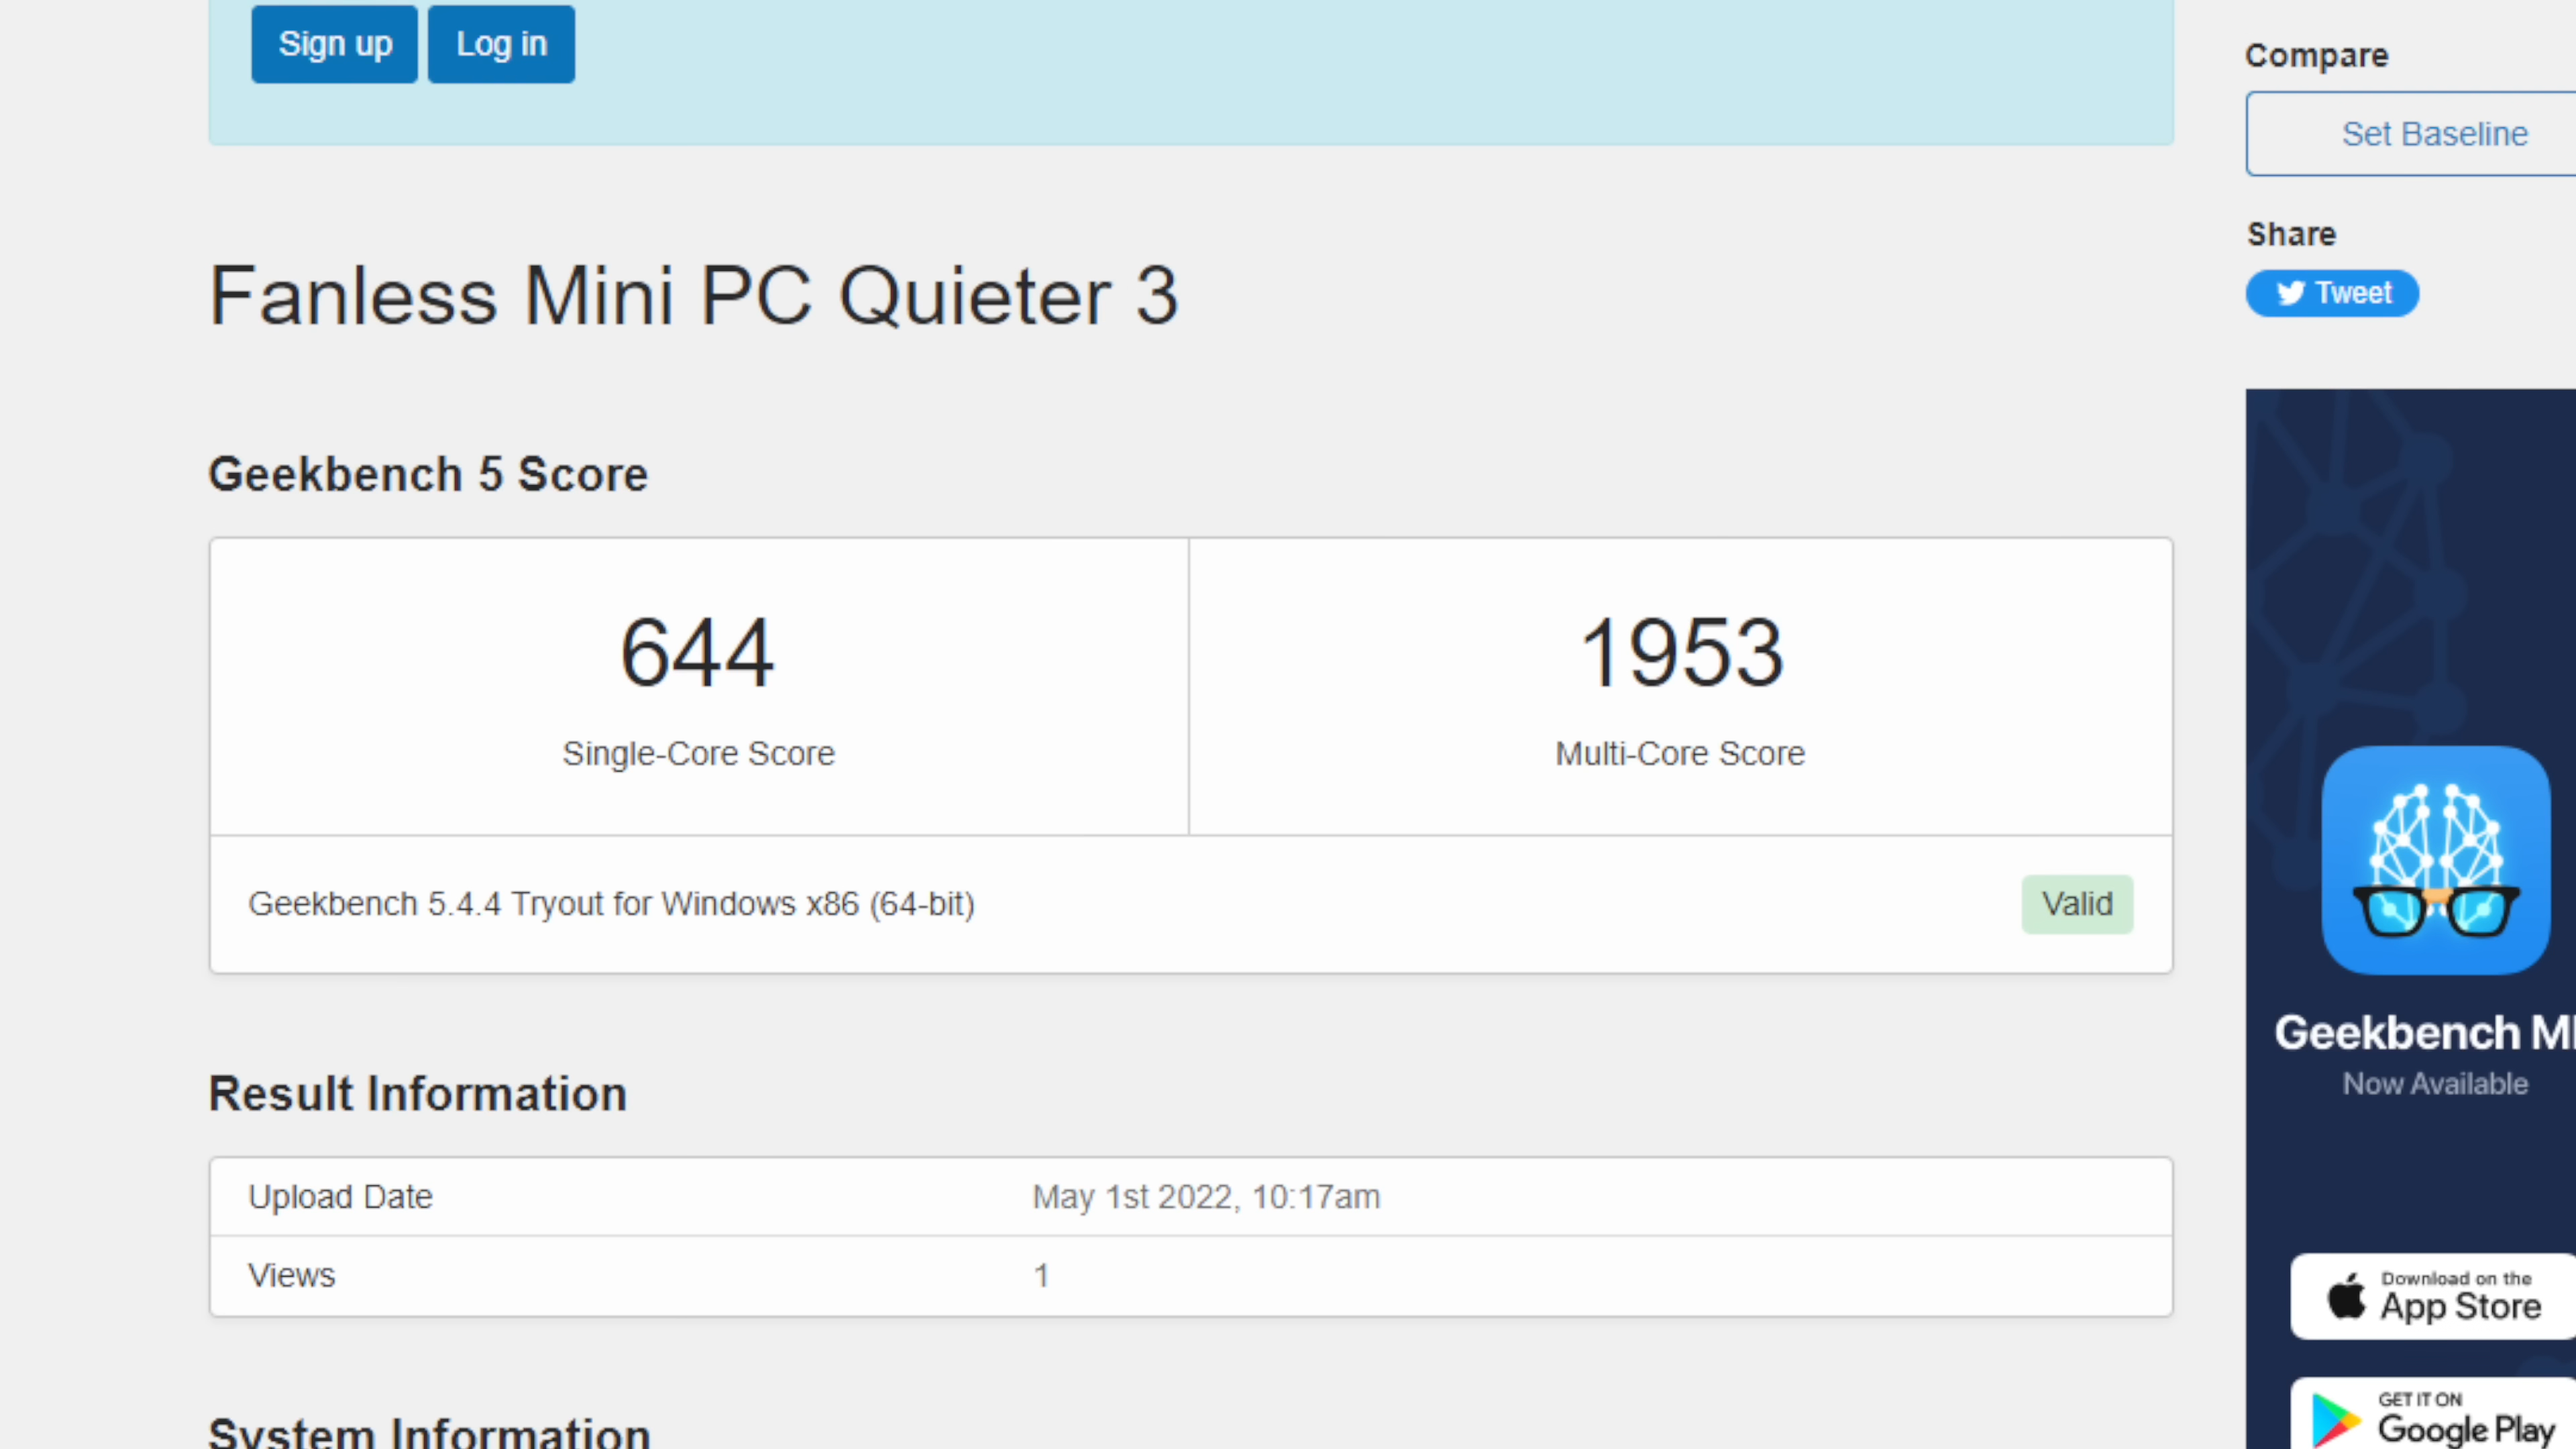 Sign up Log in
Compare
Set Baseline
Share
Tweet
Fanless Mini PC Quieter 3
Geekbench 5 Score
644 1953
Single-Core Score Multi-Core Score
Geekbench 5.4.4 Tryout for Windows x86 (64-bit) Valid
Result Information
Upload Date May 1st 2022, 10:17am
Views 1
System Information
Geekbench
Now Available
Download on the
App Store
GET IT ON
Google Play